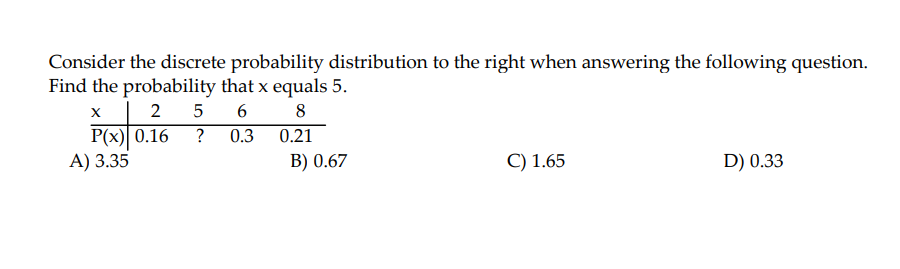 Consider the discrete probability distribution to the right when answering the following question.
Find the probability that x equals 5.
x 2 5 6 8
P(x) 0.16 ? 0.3 0.21
A) 3.35 B) 0.67 C) 1.65 D) 0.33